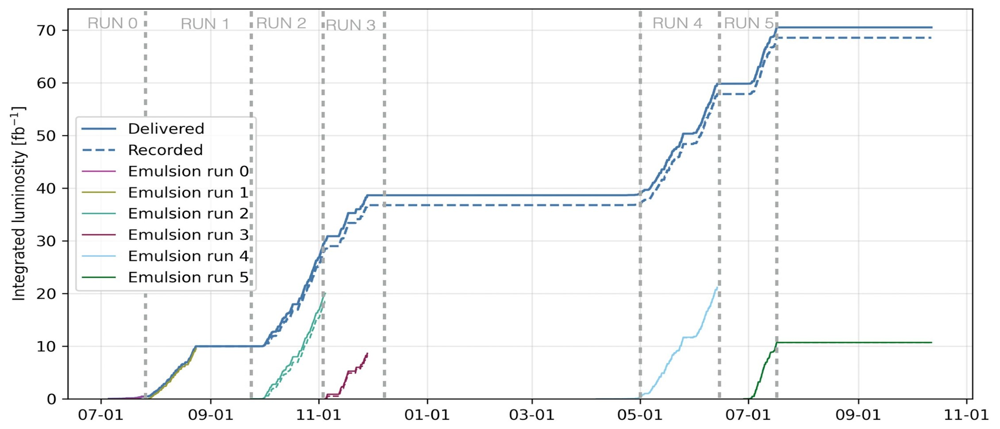 RUN 0 RUN 1 RUN 2 RUN 3 RUN 4 RUN 5
70
60
50
40
30
20
10
0
Integrated luminosity [fb⁻¹]
Delivered
Recorded
Emulsion run 0
Emulsion run 1
Emulsion run 2
Emulsion run 3
Emulsion run 4
Emulsion run 5
07-01 09-01 11-01 01-01 03-01 05-01 07-01 09-01 11-01